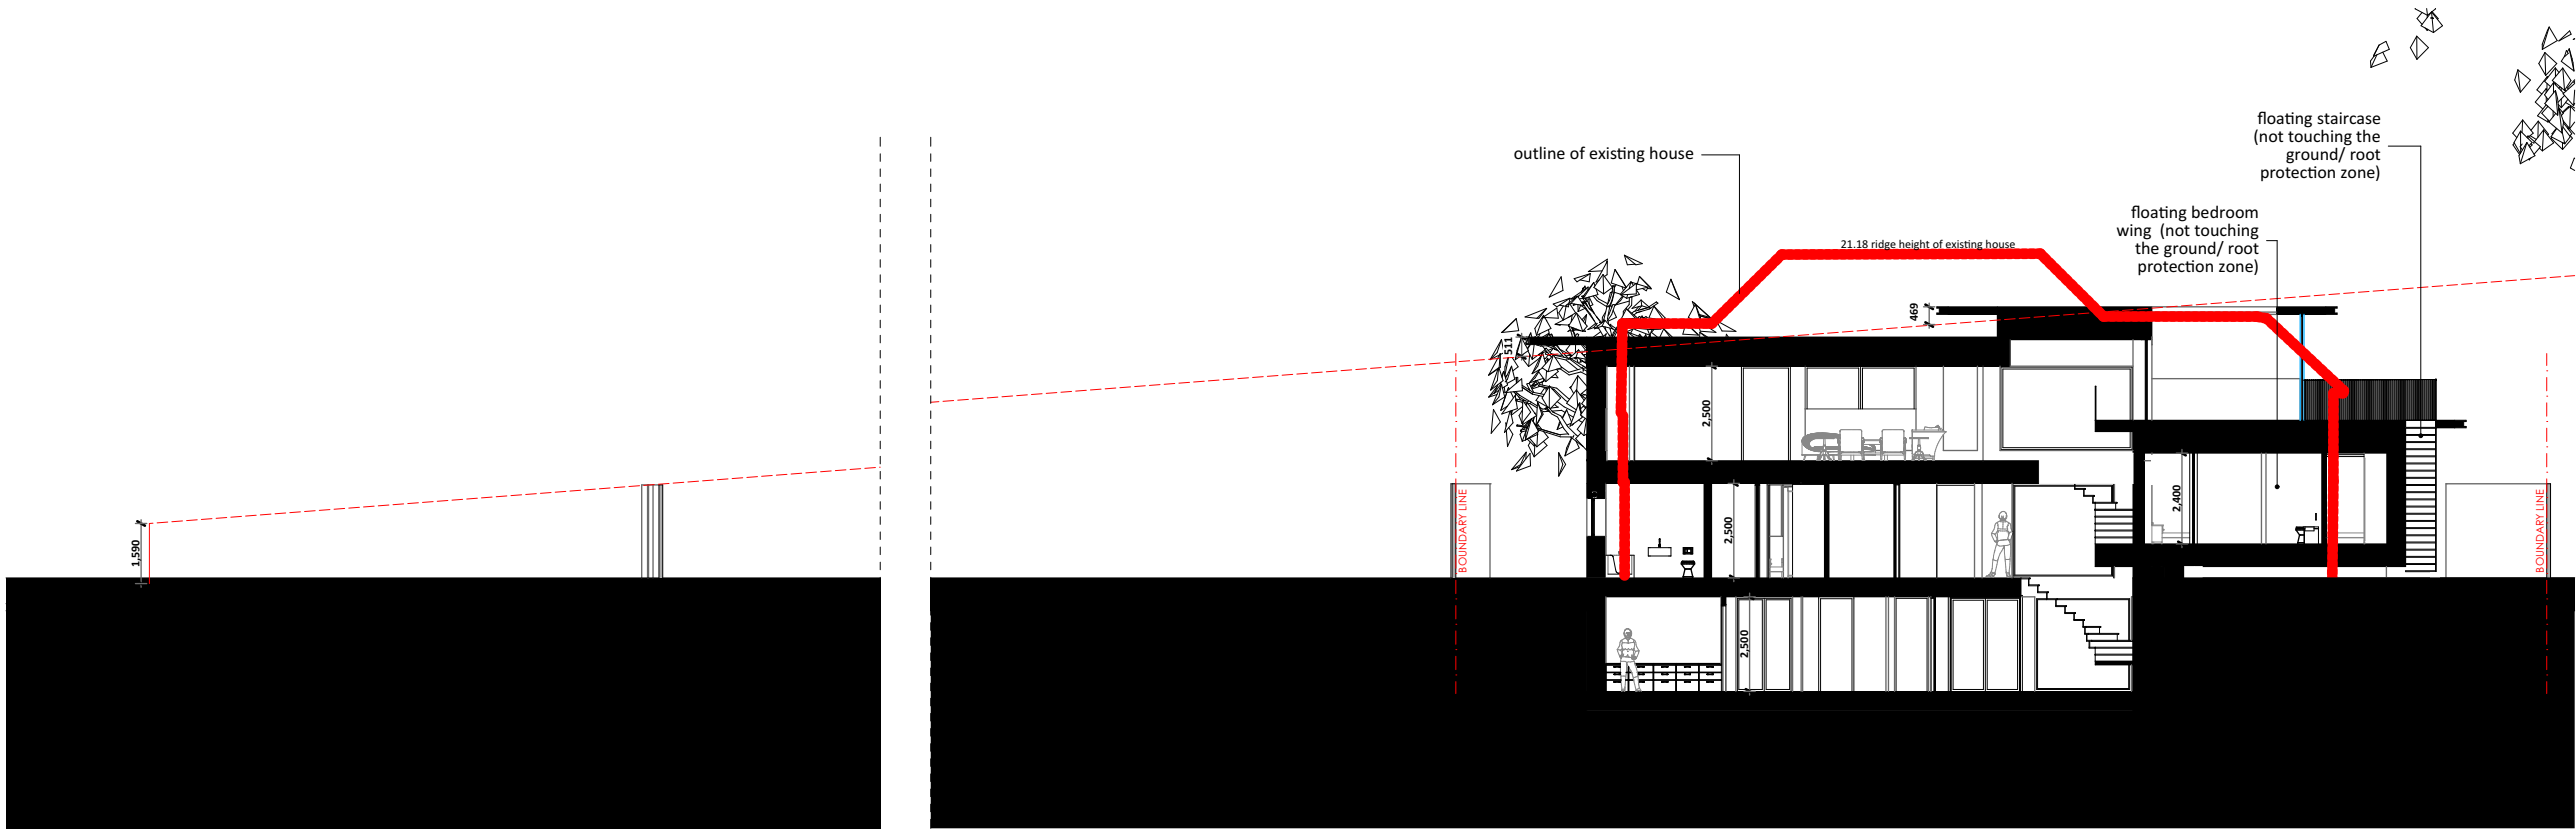 floating staircase
(not touching the
ground/ root
protection zone)
outline of existing house
floating bedroom
wing  (not touching
the ground/ root
protection zone)
21.18 ridge height of existing house
469
511
2,500
2,400
BOUNDARY LINE
BOUNDARY LINE
1,590
2,500
2,500